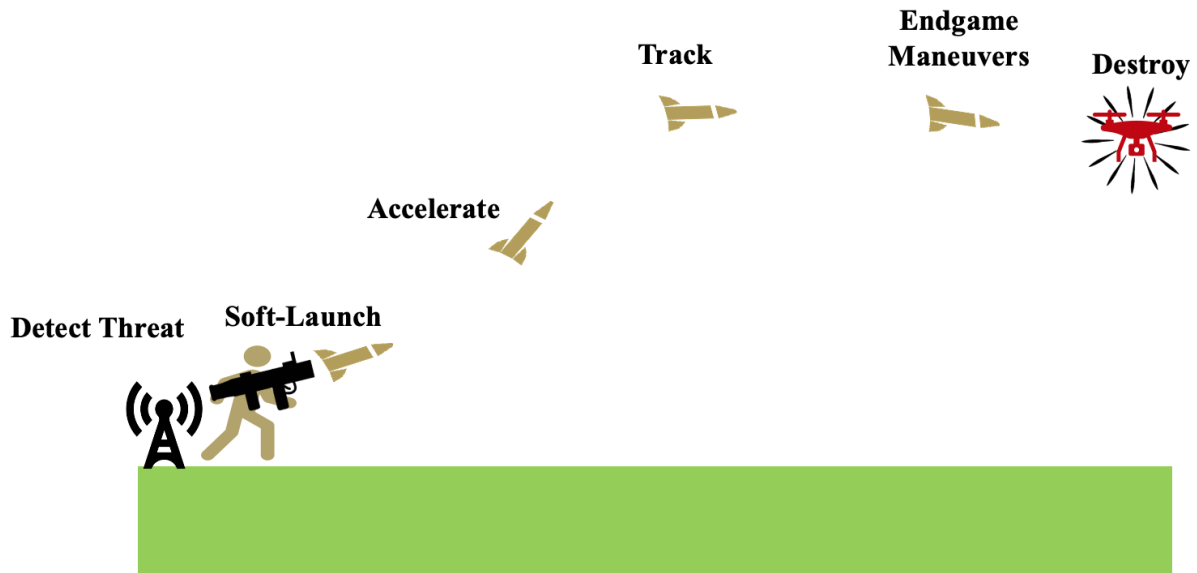 Detect Threat
Soft-Launch
Accelerate
Track
Endgame
Maneuvers
Destroy